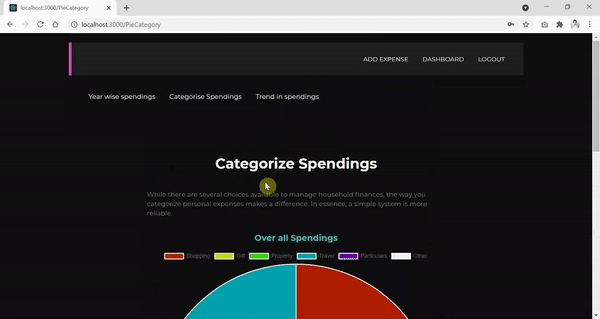 localhost:3000/PieCategory
localhost:3000/PieCategory
ADD EXPENSE DASHBOARD LOGOUT
Year wise spendings Categorise Spendings Trend in spendings
Categorize Spendings
While there are several choices available to manage household finances, the way you
categorize personal expenses makes a difference. In essence, a simple system is more
reliable.
Over all Spendings
Shopping Gift Property Travel Particulars Other